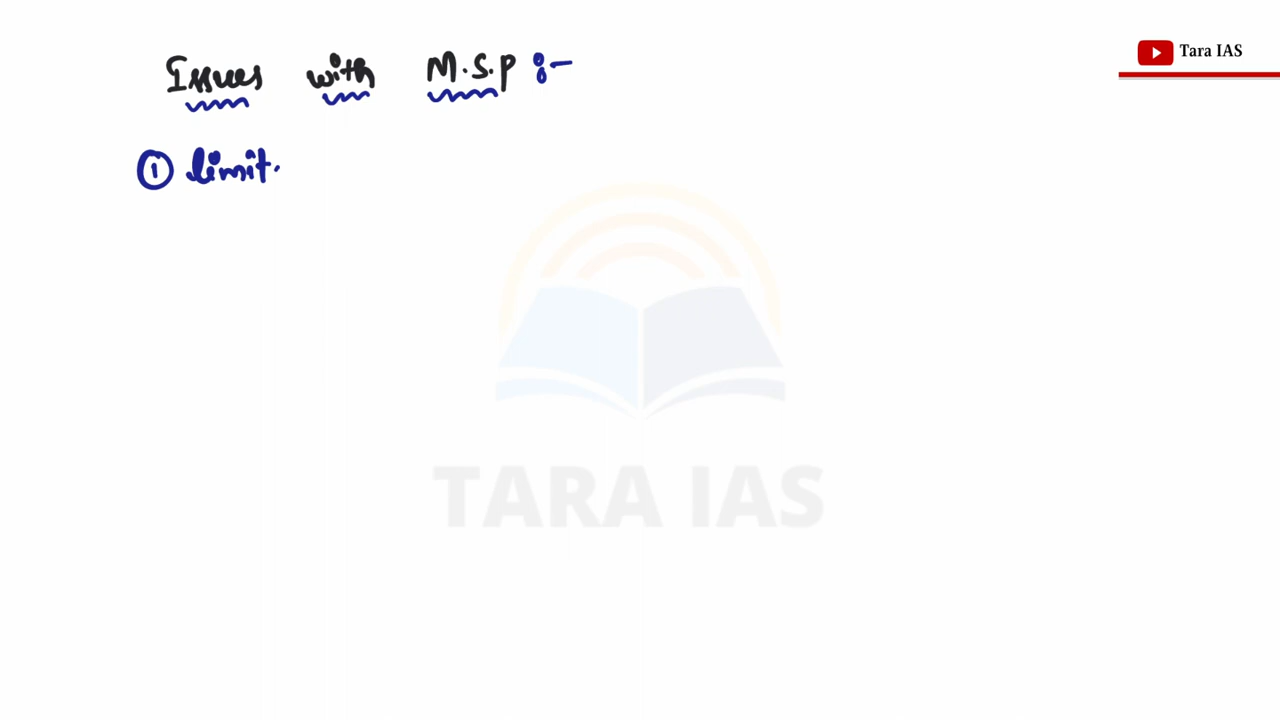 Tara IAS
Issues with M.S.P :-
① limit.
TARA IAS